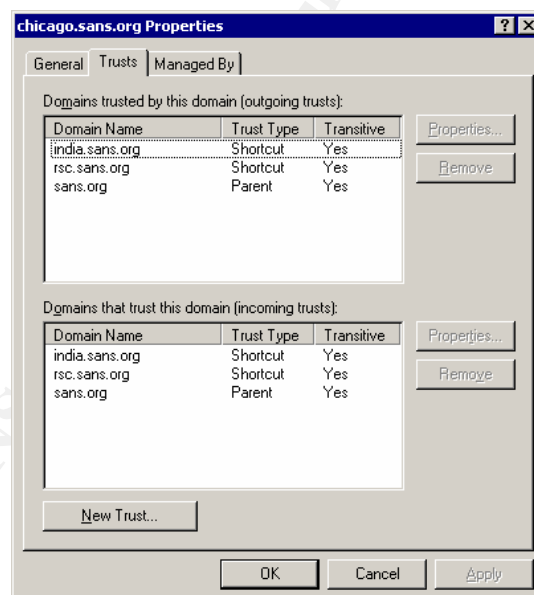 chicago.sans.org Properties
General Trusts Managed By
Domains trusted by this domain (outgoing trusts):
Domain Name Trust Type Transitive Properties...
india.sans.org Shortcut Yes
rsc.sans.org Shortcut Yes Remove
sans.org Parent Yes
Domains that trust this domain (incoming trusts):
Domain Name Trust Type Transitive Properties...
india.sans.org Shortcut Yes
rsc.sans.org Shortcut Yes Remove
sans.org Parent Yes
New Trust...
OK Cancel Apply